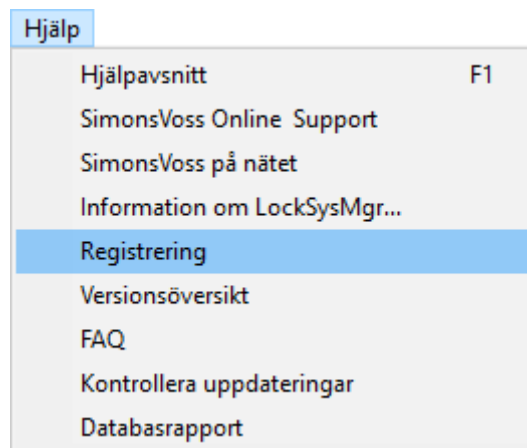 Hjälp
Hjälpavsnitt F1
SimonsVoss Online  Support
SimonsVoss på nätet
Information om LockSysMgr...
Registrering
Versionsöversikt
FAQ
Kontrollera uppdateringar
Databasrapport